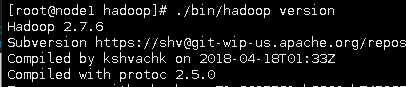 [root@node1 hadoop]# ./bin/hadoop version
Hadoop 2.7.6
Subversion https://shv@git-wip-us.apache.org/repos
Compiled by kshvachk on 2018-04-18T01:33Z
Compiled with protoc 2.5.0